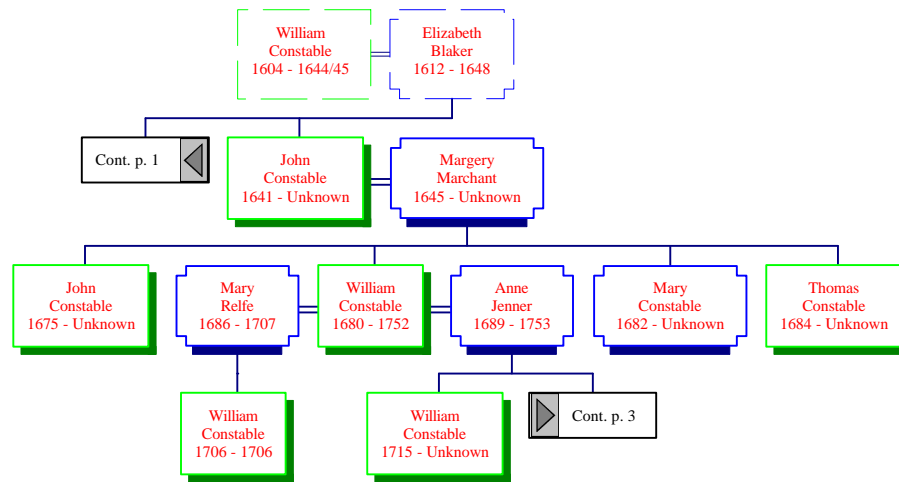 William
Constable
1604 - 1644/45
Elizabeth
Blaker
1612 - 1648
Cont. p. 1
John
Constable
1641 - Unknown
Margery
Marchant
1645 - Unknown
John
Constable
1675 - Unknown
Mary
Relfe
1686 - 1707
William
Constable
1680 - 1752
Anne
Jenner
1689 - 1753
Mary
Constable
1682 - Unknown
Thomas
Constable
1684 - Unknown
William
Constable
1706 - 1706
William
Constable
1715 - Unknown
Cont. p. 3